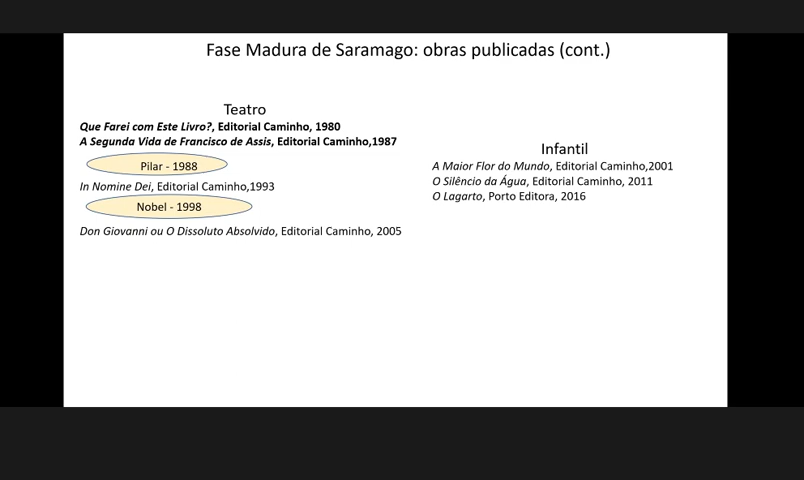 Fase Madura de Saramago: obras publicadas (cont.)
Teatro
Que Farei com Este Livro?, Editorial Caminho, 1980
A Segunda Vida de Francisco de Assis, Editorial Caminho,1987
Pilar - 1988
In Nomine Dei, Editorial Caminho,1993
Nobel - 1998
Don Giovanni ou O Dissoluto Absolvido, Editorial Caminho, 2005
Infantil
A Maior Flor do Mundo, Editorial Caminho,2001
O Silêncio da Água, Editorial Caminho, 2011
O Lagarto, Porto Editora, 2016